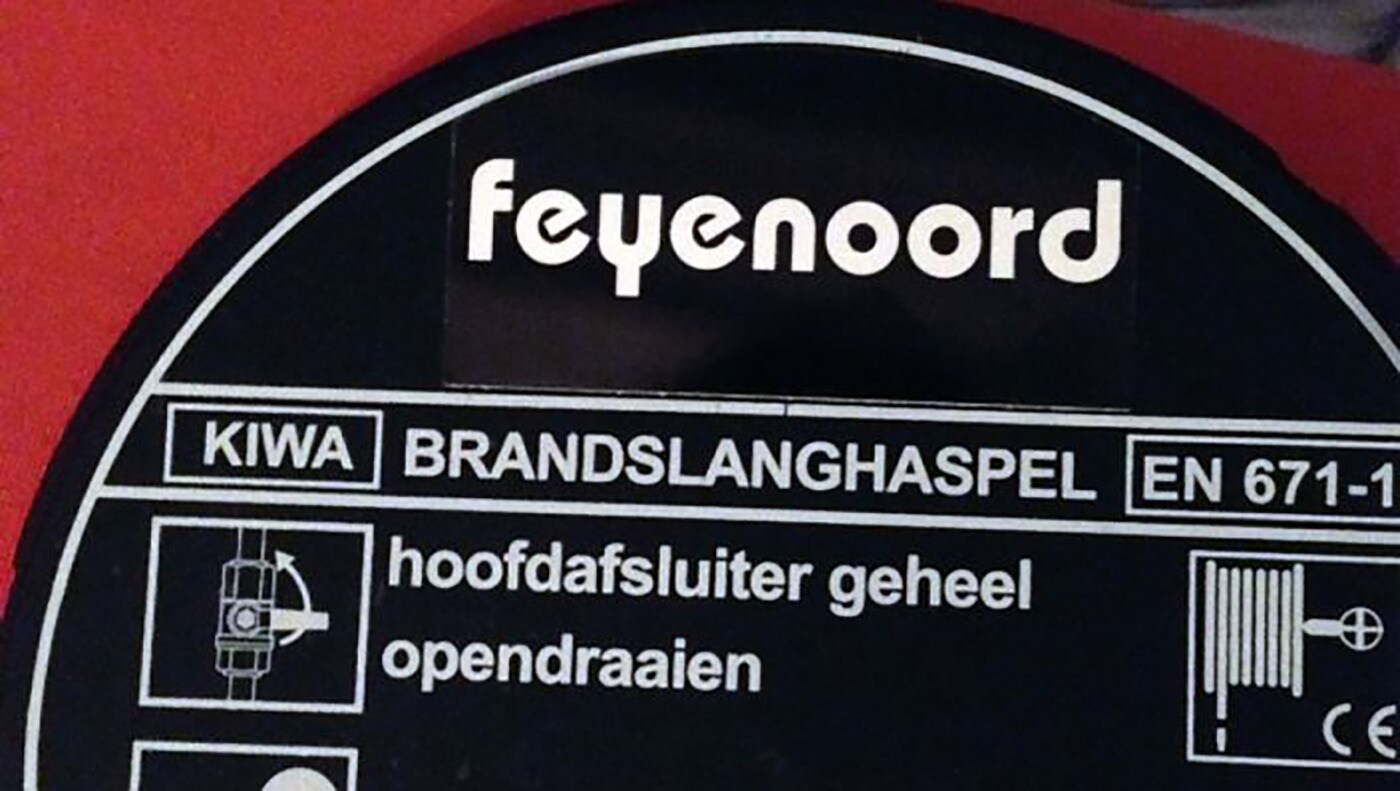 feyenoord
KIWA BRANDSLANGHASPEL EN 671-1
hoofdafsluiter geheel
opendraaien
CE